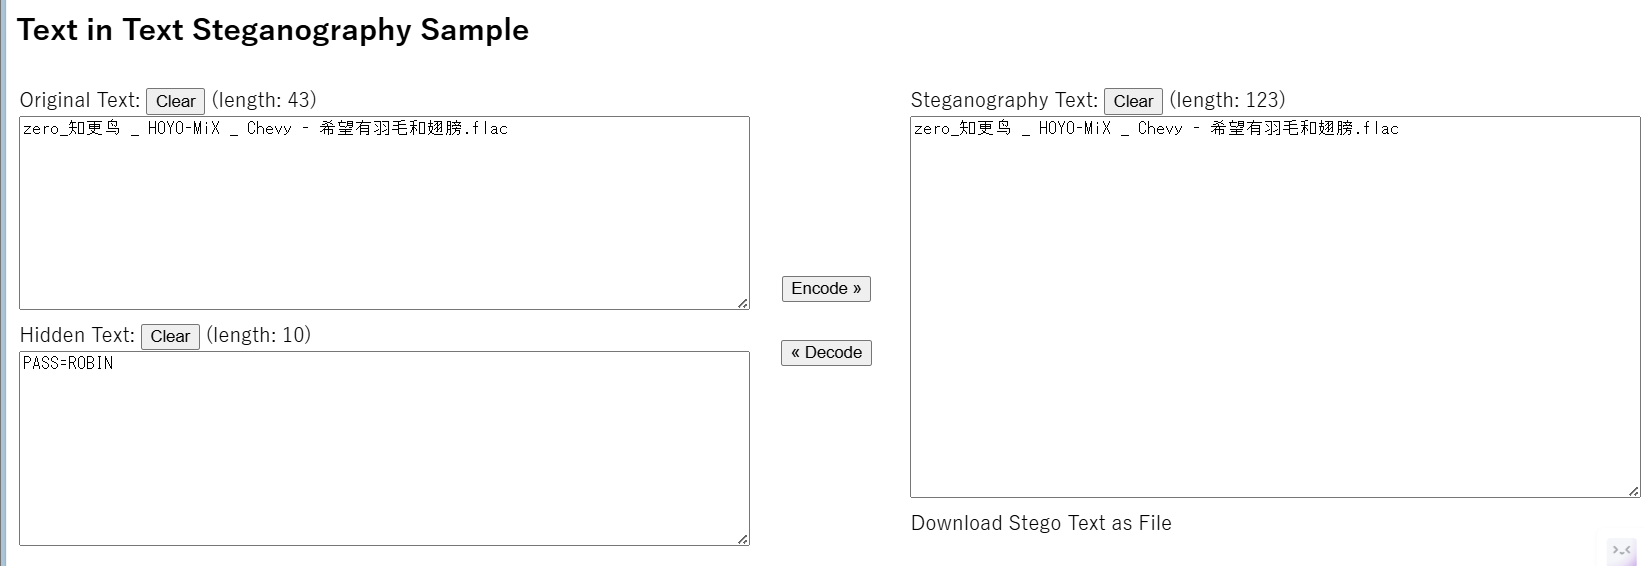 Text in Text Steganography Sample
Original Text: Clear (length: 43)
zero_知更鸟 _ HOYO-MiX _ Chevy - 希望有羽毛和翅膀.flac
Hidden Text: Clear (length: 10)
PASS=ROBIN
Encode »
« Decode
Steganography Text: Clear (length: 123)
zero_知更鸟 _ HOYO-MiX _ Chevy - 希望有羽毛和翅膀.flac
Download Stego Text as File